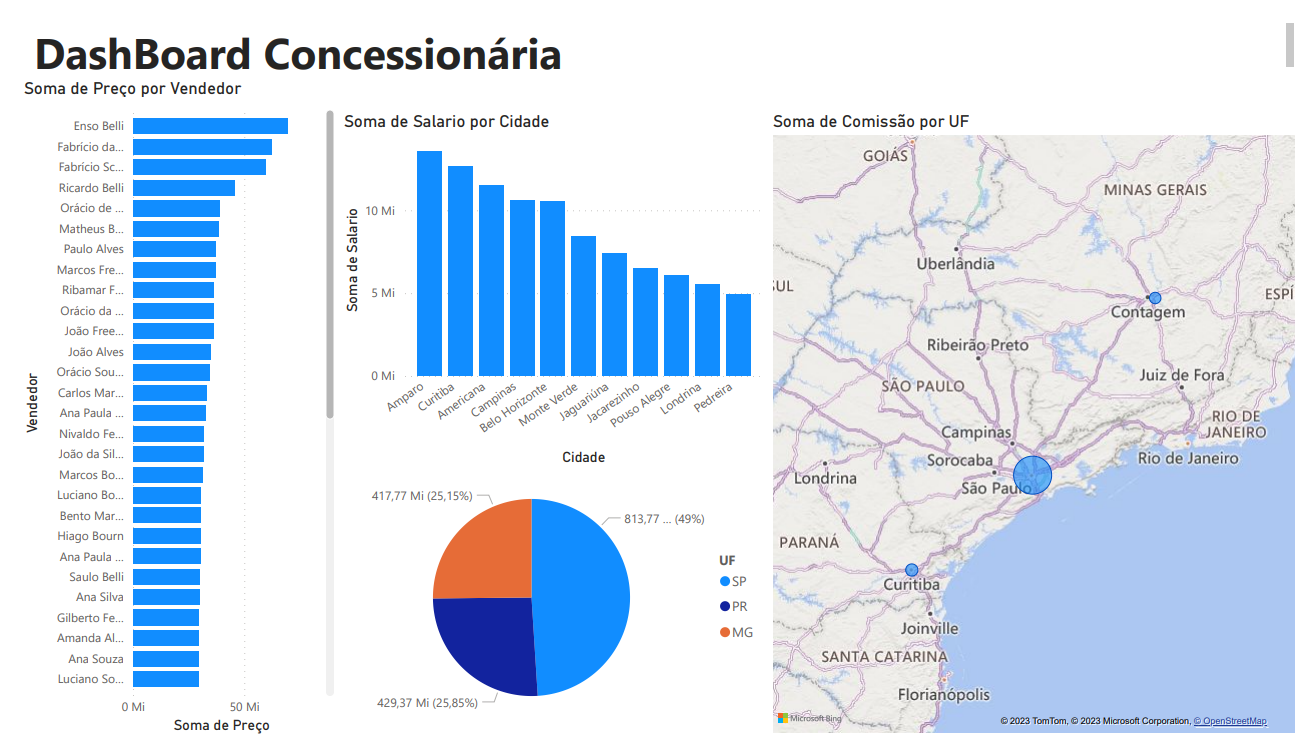 DashBoard Concessionária
Soma de Preço por Vendedor
Vendedor
Enso Belli
Fabricio da...
Fabrício Sc...
Ricardo Belli
Orácio de ...
Matheus B...
Paulo Alves
Marcos Fre...
Ribamar F...
Orácio da ...
João Free...
João Alves
Orácio Sou...
Carlos Mar...
Ana Paula ...
Nivaldo Fe...
João da Sil...
Marcos Bo...
Luciano Bo...
Bento Mar...
Hiago Bourn
Ana Paula ...
Saulo Belli
Ana Silva
Gilberto Fe...
Amanda Al...
Ana Souza
Luciano So...
0 Mi
50 Mi
Soma de Preço
Soma de Salario por Cidade
Soma de Salario
10 Mi
5 Mi
0 Mi
Amparo
Curitiba
Americana
Campinas
Belo Horizonte
Monte Verde
Jaguariúna
Jacarezinho
Pouso Alegre
Londrina
Pedreira
Cidade
417,77 Mi (25,15%)
813,77 ... (49%)
429,37 Mi (25,85%)
UF
SP
PR
MG
Soma de Comissão por UF
GOIÁS
MINAS GERAIS
Uberlândia
SUL
ESPÍ
Contagem
Ribeirão Preto
Juiz de Fora
SÃO PAULO
RIO DE
JANEIRO
Campinas
Rio de Janeiro
Sorocaba
Londrina
São Paulo
PARANÁ
Curitiba
Joinville
SANTA CATARINA
Florianópolis
Microsoft Bing
© 2023 TomTom, © 2023 Microsoft Corporation, © OpenStreetMap